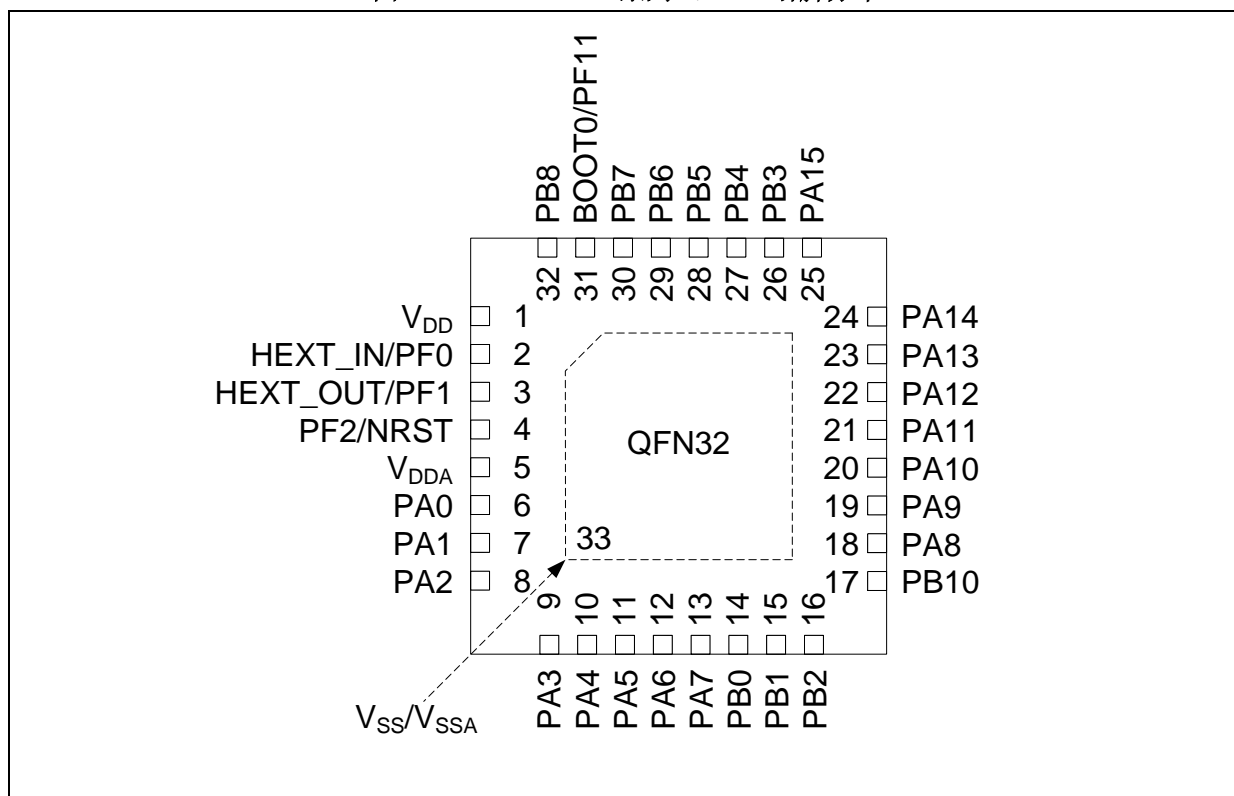 PB8
BOOT0/PF11
PB7
PB6
PB5
PB4
PB3
PA15
32
31
30
29
28
27
26
25
VDD 1
HEXT_IN/PF0 2
HEXT_OUT/PF1 3
PF2/NRST 4
VDDA 5
PA0 6
PA1 7
PA2 8
24 PA14
23 PA13
22 PA12
21 PA11
20 PA10
19 PA9
18 PA8
17 PB10
QFN32
33
9
10
11
12
13
14
15
16
PA3
PA4
PA5
PA6
PA7
PB0
PB1
PB2
VSS/VSSA